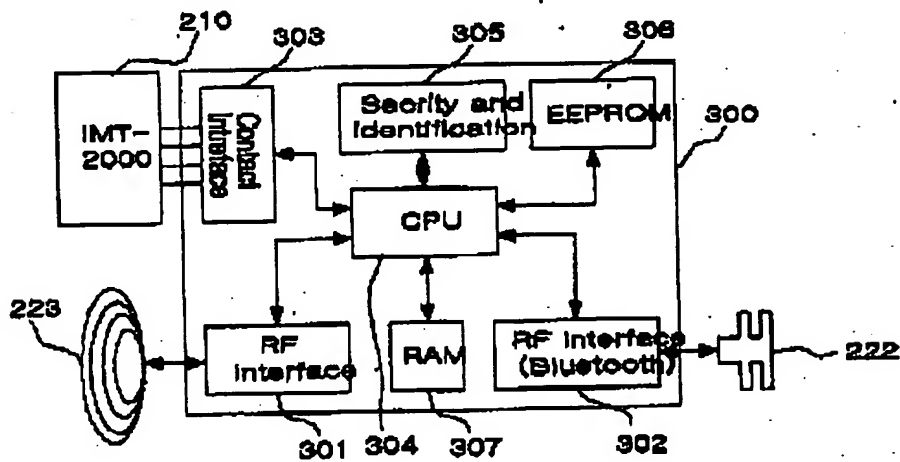 210
303
305
306
IMT-
2000
Contact
Intreface
Secrity and
Identification
EEPROM
300
CPU
223
RF
Interface
RAM
RF Interface
(Bluetooth)
222
301
304
307
302